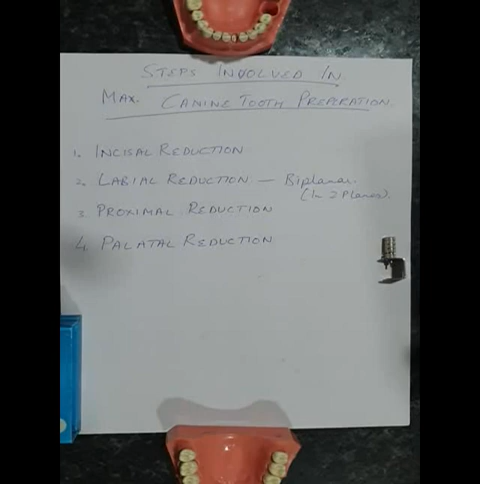 STEPS INVOLVED IN
MAX. CANINE TOOTH PREPERATION.
1. INCISAL REDUCTION
2. LABIAL REDUCTION — Biplanar.
(In 2 Planes).
3. PROXIMAL REDUCTION
4. PALATAL REDUCTION